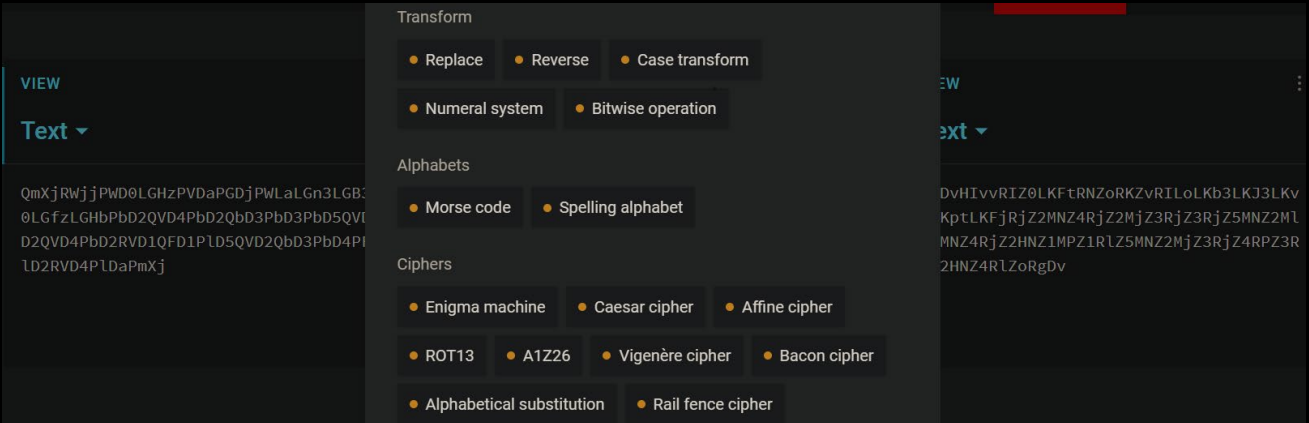 Transform
Replace
Reverse
Case transform
VIEW
EW
Numeral system
Bitwise operation
Text
ext
Alphabets
QmXjRWjjPWD0LGHzPVDaPGDjPWLaLGn3LGB3
DvHIvvRIZ0LKFtRNZoRKZvRILoLKb3LKJ3LKv
Morse code
Spelling alphabet
0LGfzLGHbPbD2QVD4PbD2QbD3PbD3PbD5QVD
KptLKFjRjZ2MNZ4RjZ2MjZ3RjZ3RjZ5MNZ2Ml
D2QVD4PbD2RVD1QFD1PlD5QVD2QbD3PbD4P
MNZ4RjZ2HNZ1MPZ1RlZ5MNZ2MjZ3RjZ4RPZ3R
Ciphers
lD2RVD4PlDaPmXj
2HNZ4RlZoRgDv
Enigma machine
Caesar cipher
Affine cipher
ROT13
A1Z26
Vigenère cipher
Bacon cipher
Alphabetical substitution
Rail fence cipher